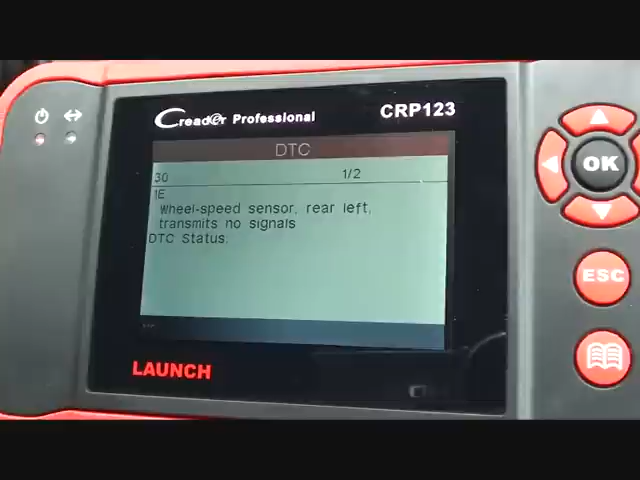 Creader Professional
CRP123
DTC
30 1/2
1E
Wheel-speed sensor, rear left,
transmits no signals
DTC Status:
OK
ESC
LAUNCH